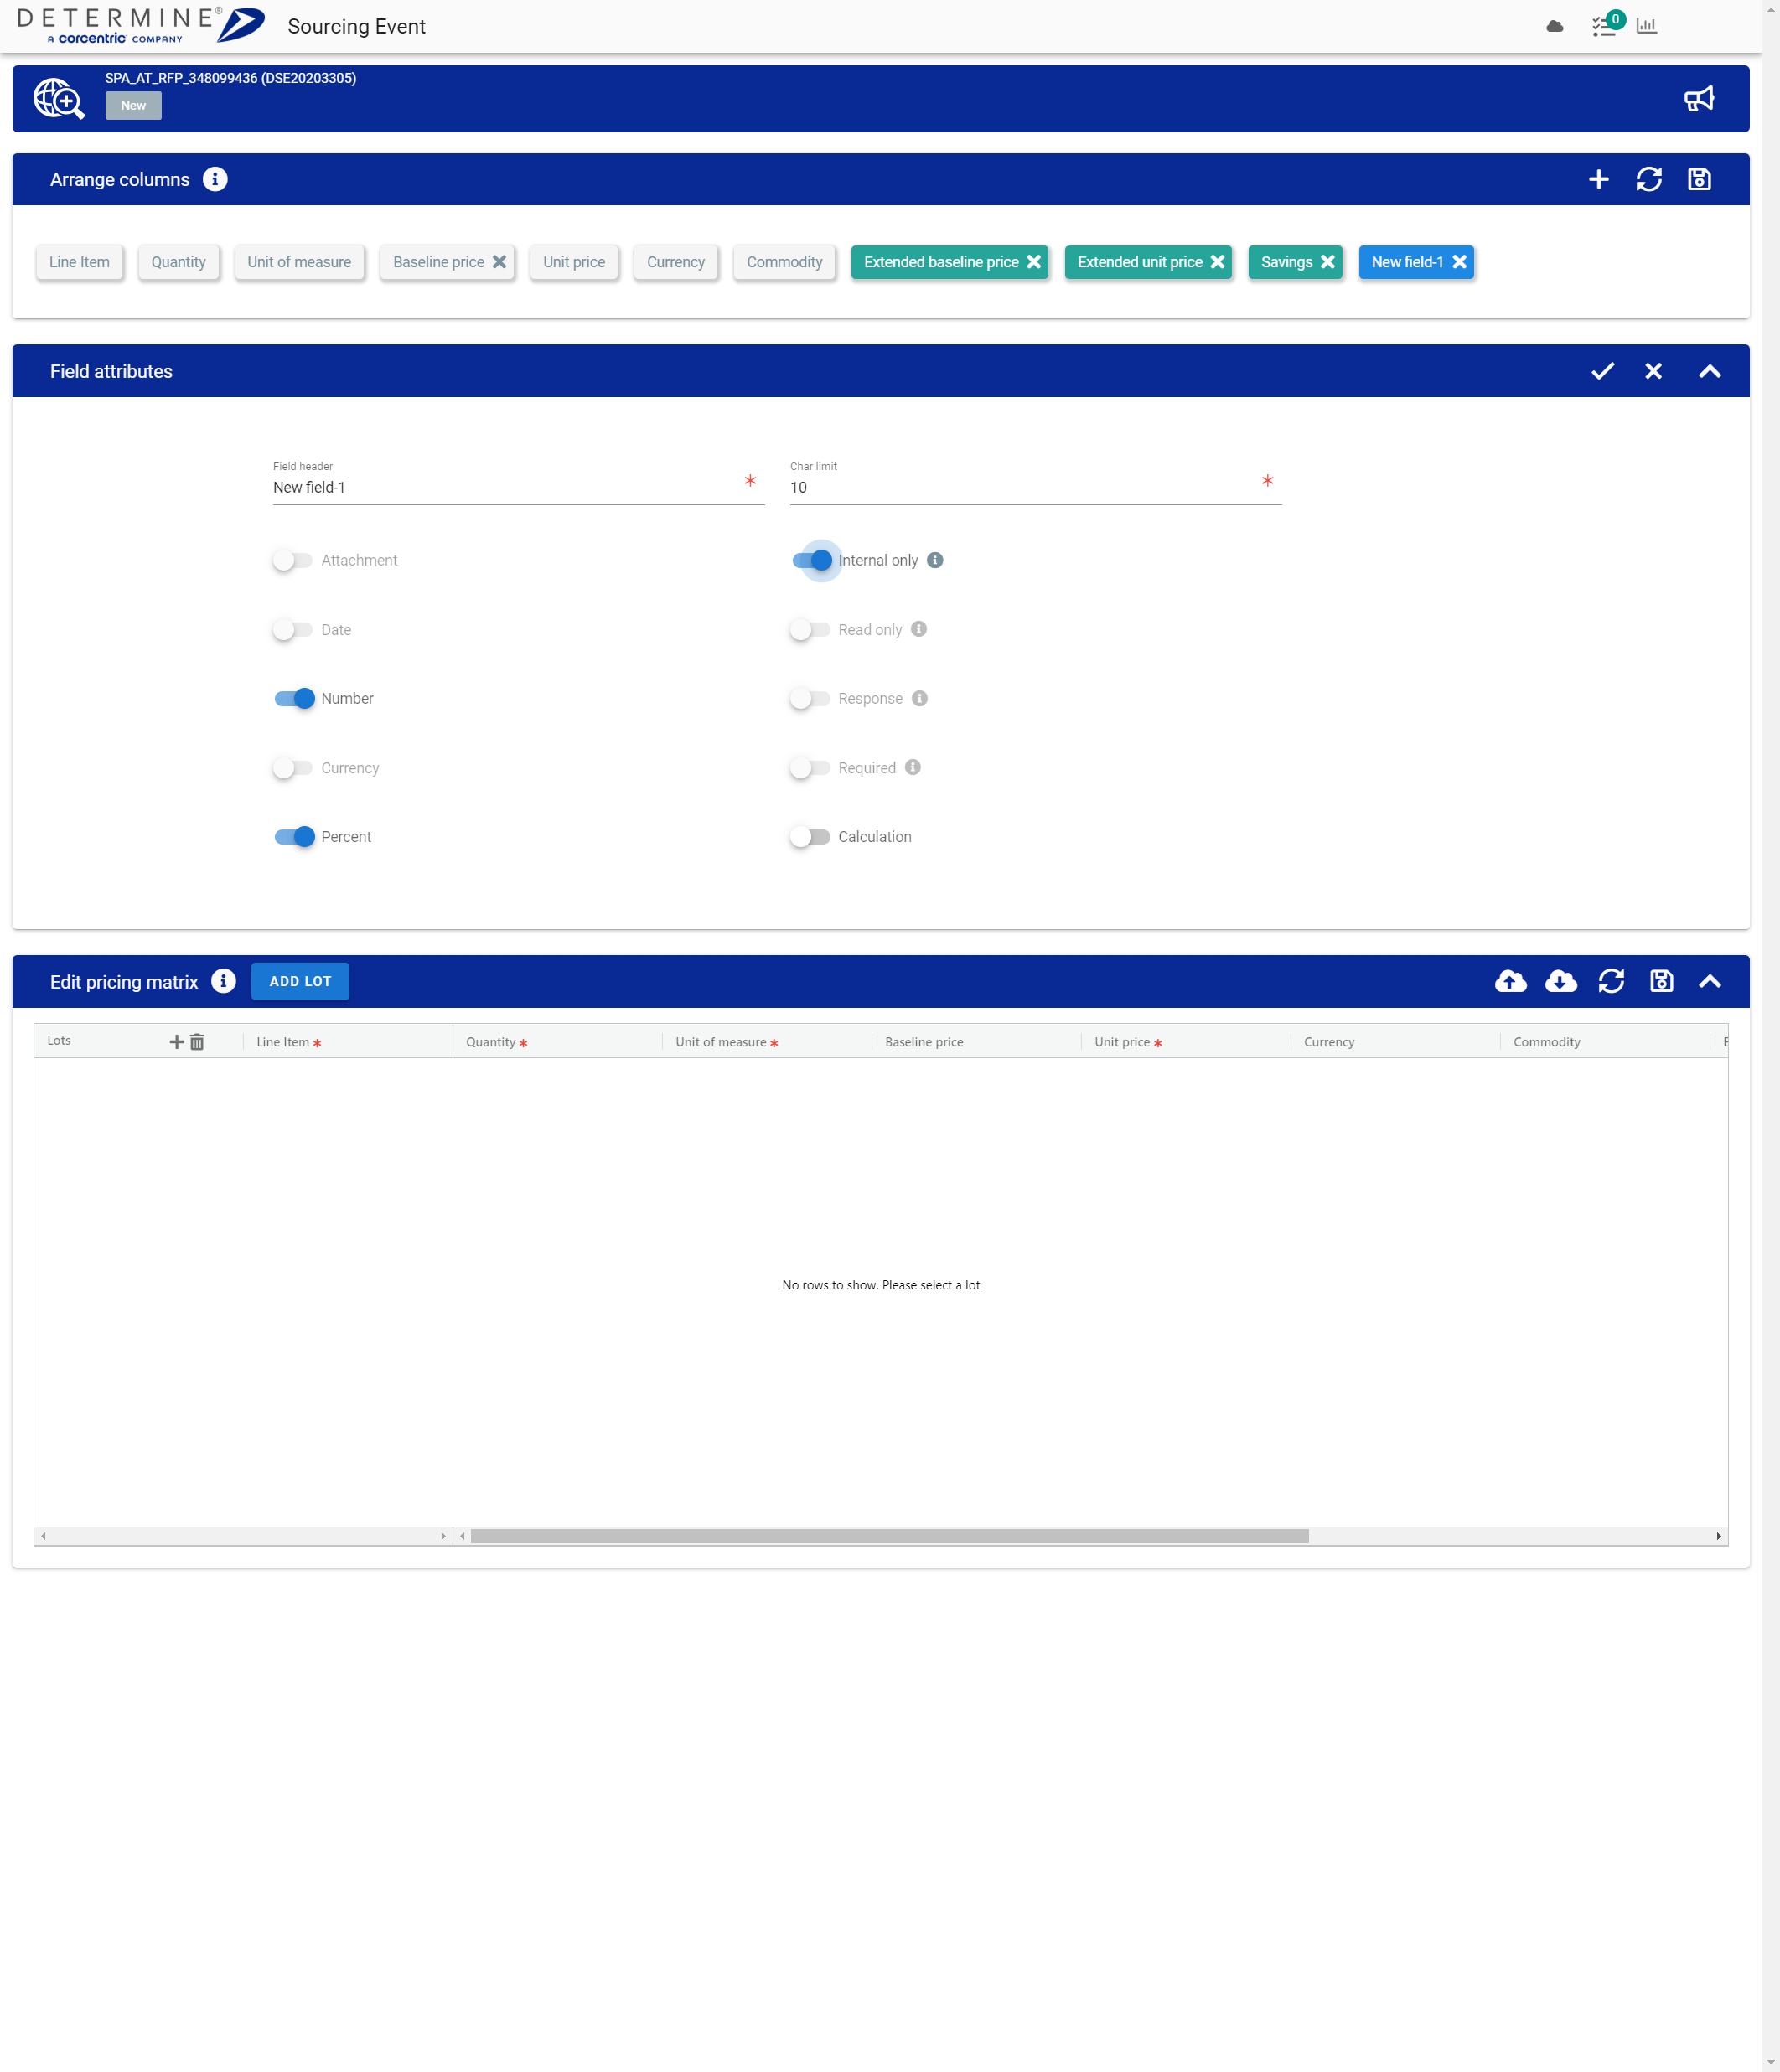 DETERMINE®
A corcentric COMPANY
Sourcing Event
0
SPA_AT_RFP_348099436 (DSE20203305)
New
Arrange columns
Line Item Quantity Unit of measure Baseline price Unit price Currency Commodity Extended baseline price Extended unit price Savings New field-1
Field attributes
Field header Char limit
New field-1 * 10 *
Attachment Internal only
Date Read only
Number Response
Currency Required
Percent Calculation
Edit pricing matrix ADD LOT
Lots Line Item * Quantity * Unit of measure * Baseline price Unit price * Currency Commodity
No rows to show. Please select a lot